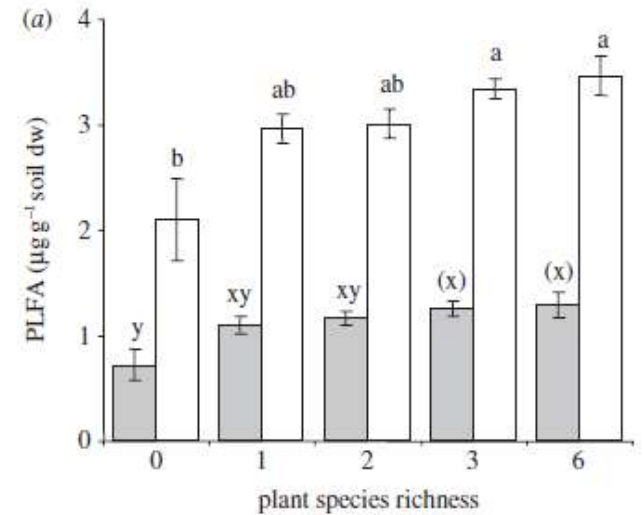 (a)
4
3
2
1
0
PLFA (µg g⁻¹ soil dw)
y
b
xy
ab
xy
ab
(x)
a
(x)
a
0
1
2
3
6
plant species richness